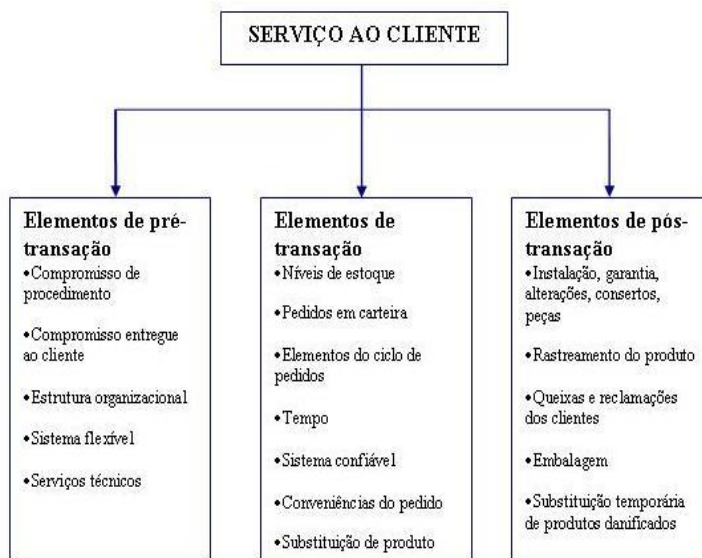 SERVIÇO AO CLIENTE
Elementos de pré-
transação
•Compromisso de
procedimento
•Compromisso entregue
ao cliente
•Estrutura organizacional
•Sistema flexível
•Serviços técnicos
Elementos de
transação
•Níveis de estoque
•Pedidos em carteira
•Elementos do ciclo de
pedidos
•Tempo
•Sistema confiável
•Conveniências do pedido
•Substituição de produto
Elementos de pós-
transação
•Instalação, garantia,
alterações, consertos,
peças
•Rastreamento do produto
•Queixas e reclamações
dos clientes
•Embalagem
•Substituição temporária
de produtos danificados